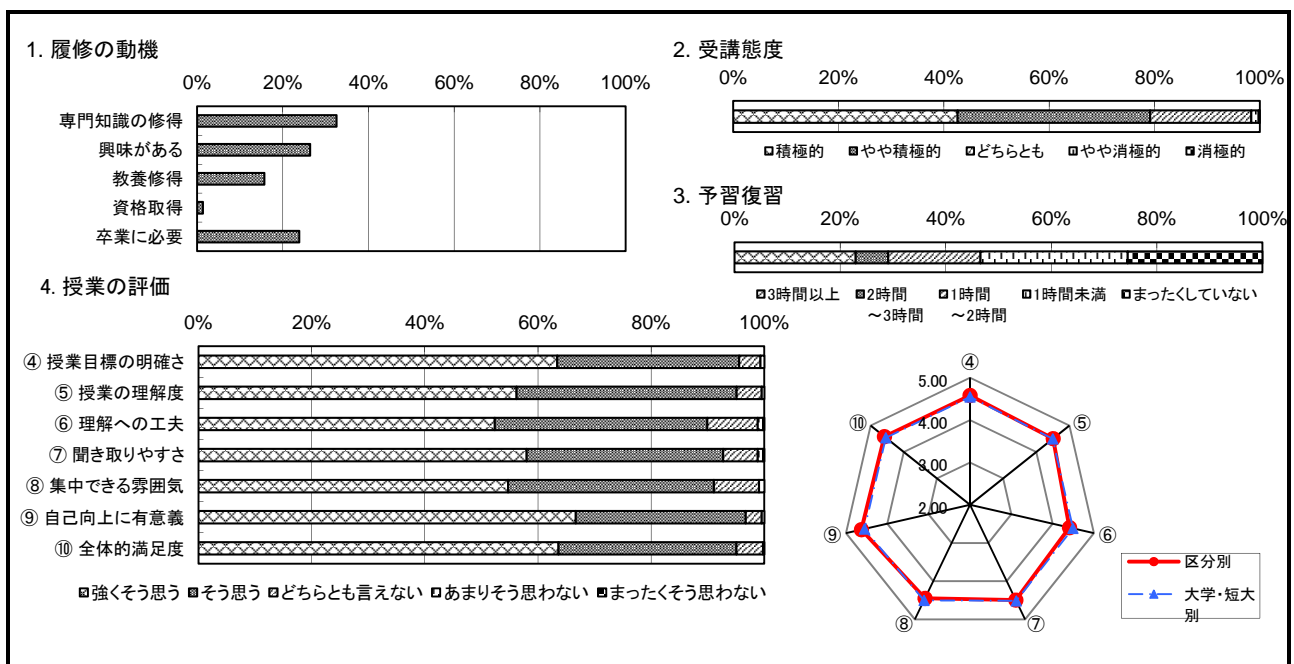 1. 履修の動機
0% 20% 40% 60% 80% 100%
専門知識の修得
興味がある
教養修得
資格取得
卒業に必要
2. 受講態度
0% 20% 40% 60% 80% 100%
積極的 やや積極的 どちらとも やや消極的 消極的
3. 予習復習
0% 20% 40% 60% 80% 100%
3時間以上 2時間 1時間 1時間未満 まったくしていない
～3時間 ～2時間
4. 授業の評価
0% 20% 40% 60% 80% 100%
④ 授業目標の明確さ
⑤ 授業の理解度
⑥ 理解への工夫
⑦ 聞き取りやすさ
⑧ 集中できる雰囲気
⑨ 自己向上に有意義
⑩ 全体的満足度
強くそう思う そう思う どちらとも言えない あまりそう思わない まったくそう思わない
④
5.00
⑩ ⑤
4.00
3.00
2.00
⑨ ⑥
⑧ ⑦
区分別
大学・短大
別